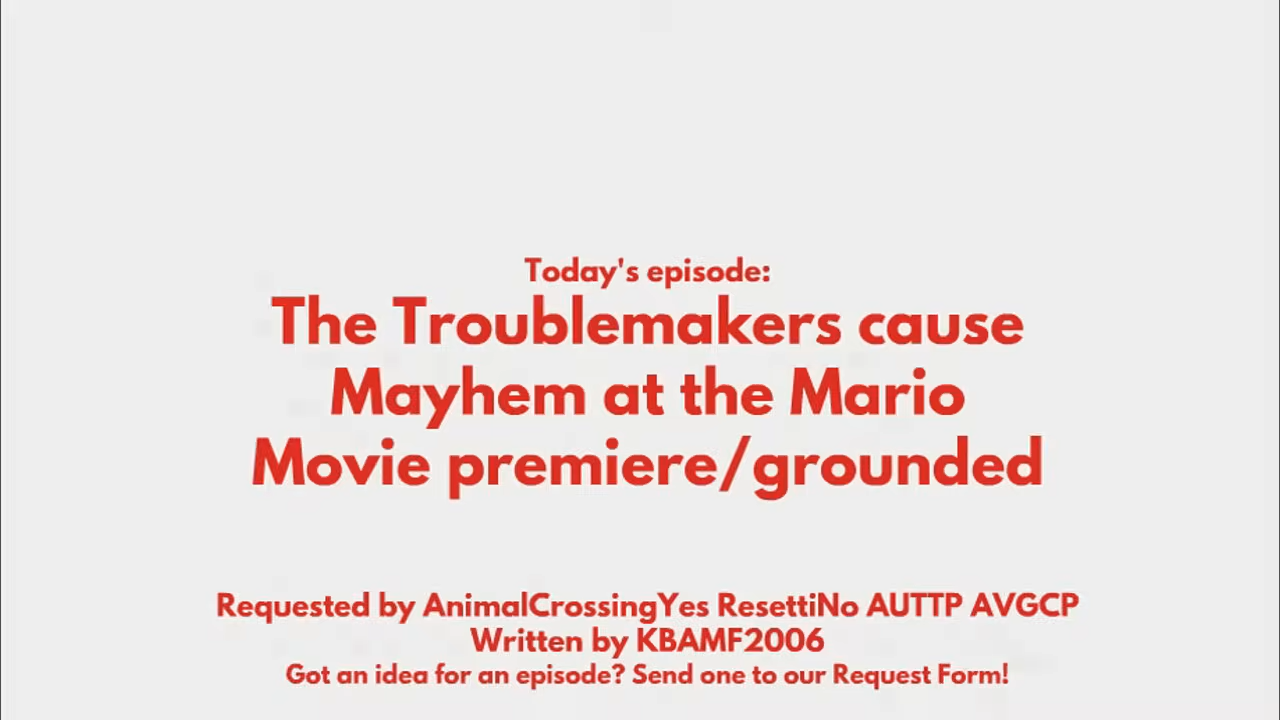 Today's episode:
The Troublemakers cause
Mayhem at the Mario
Movie premiere/grounded
Requested by AnimalCrossingYes ResettiNo AUTTP AVGCP
Written by KBAMF2006
Got an idea for an episode? Send one to our Request Form!